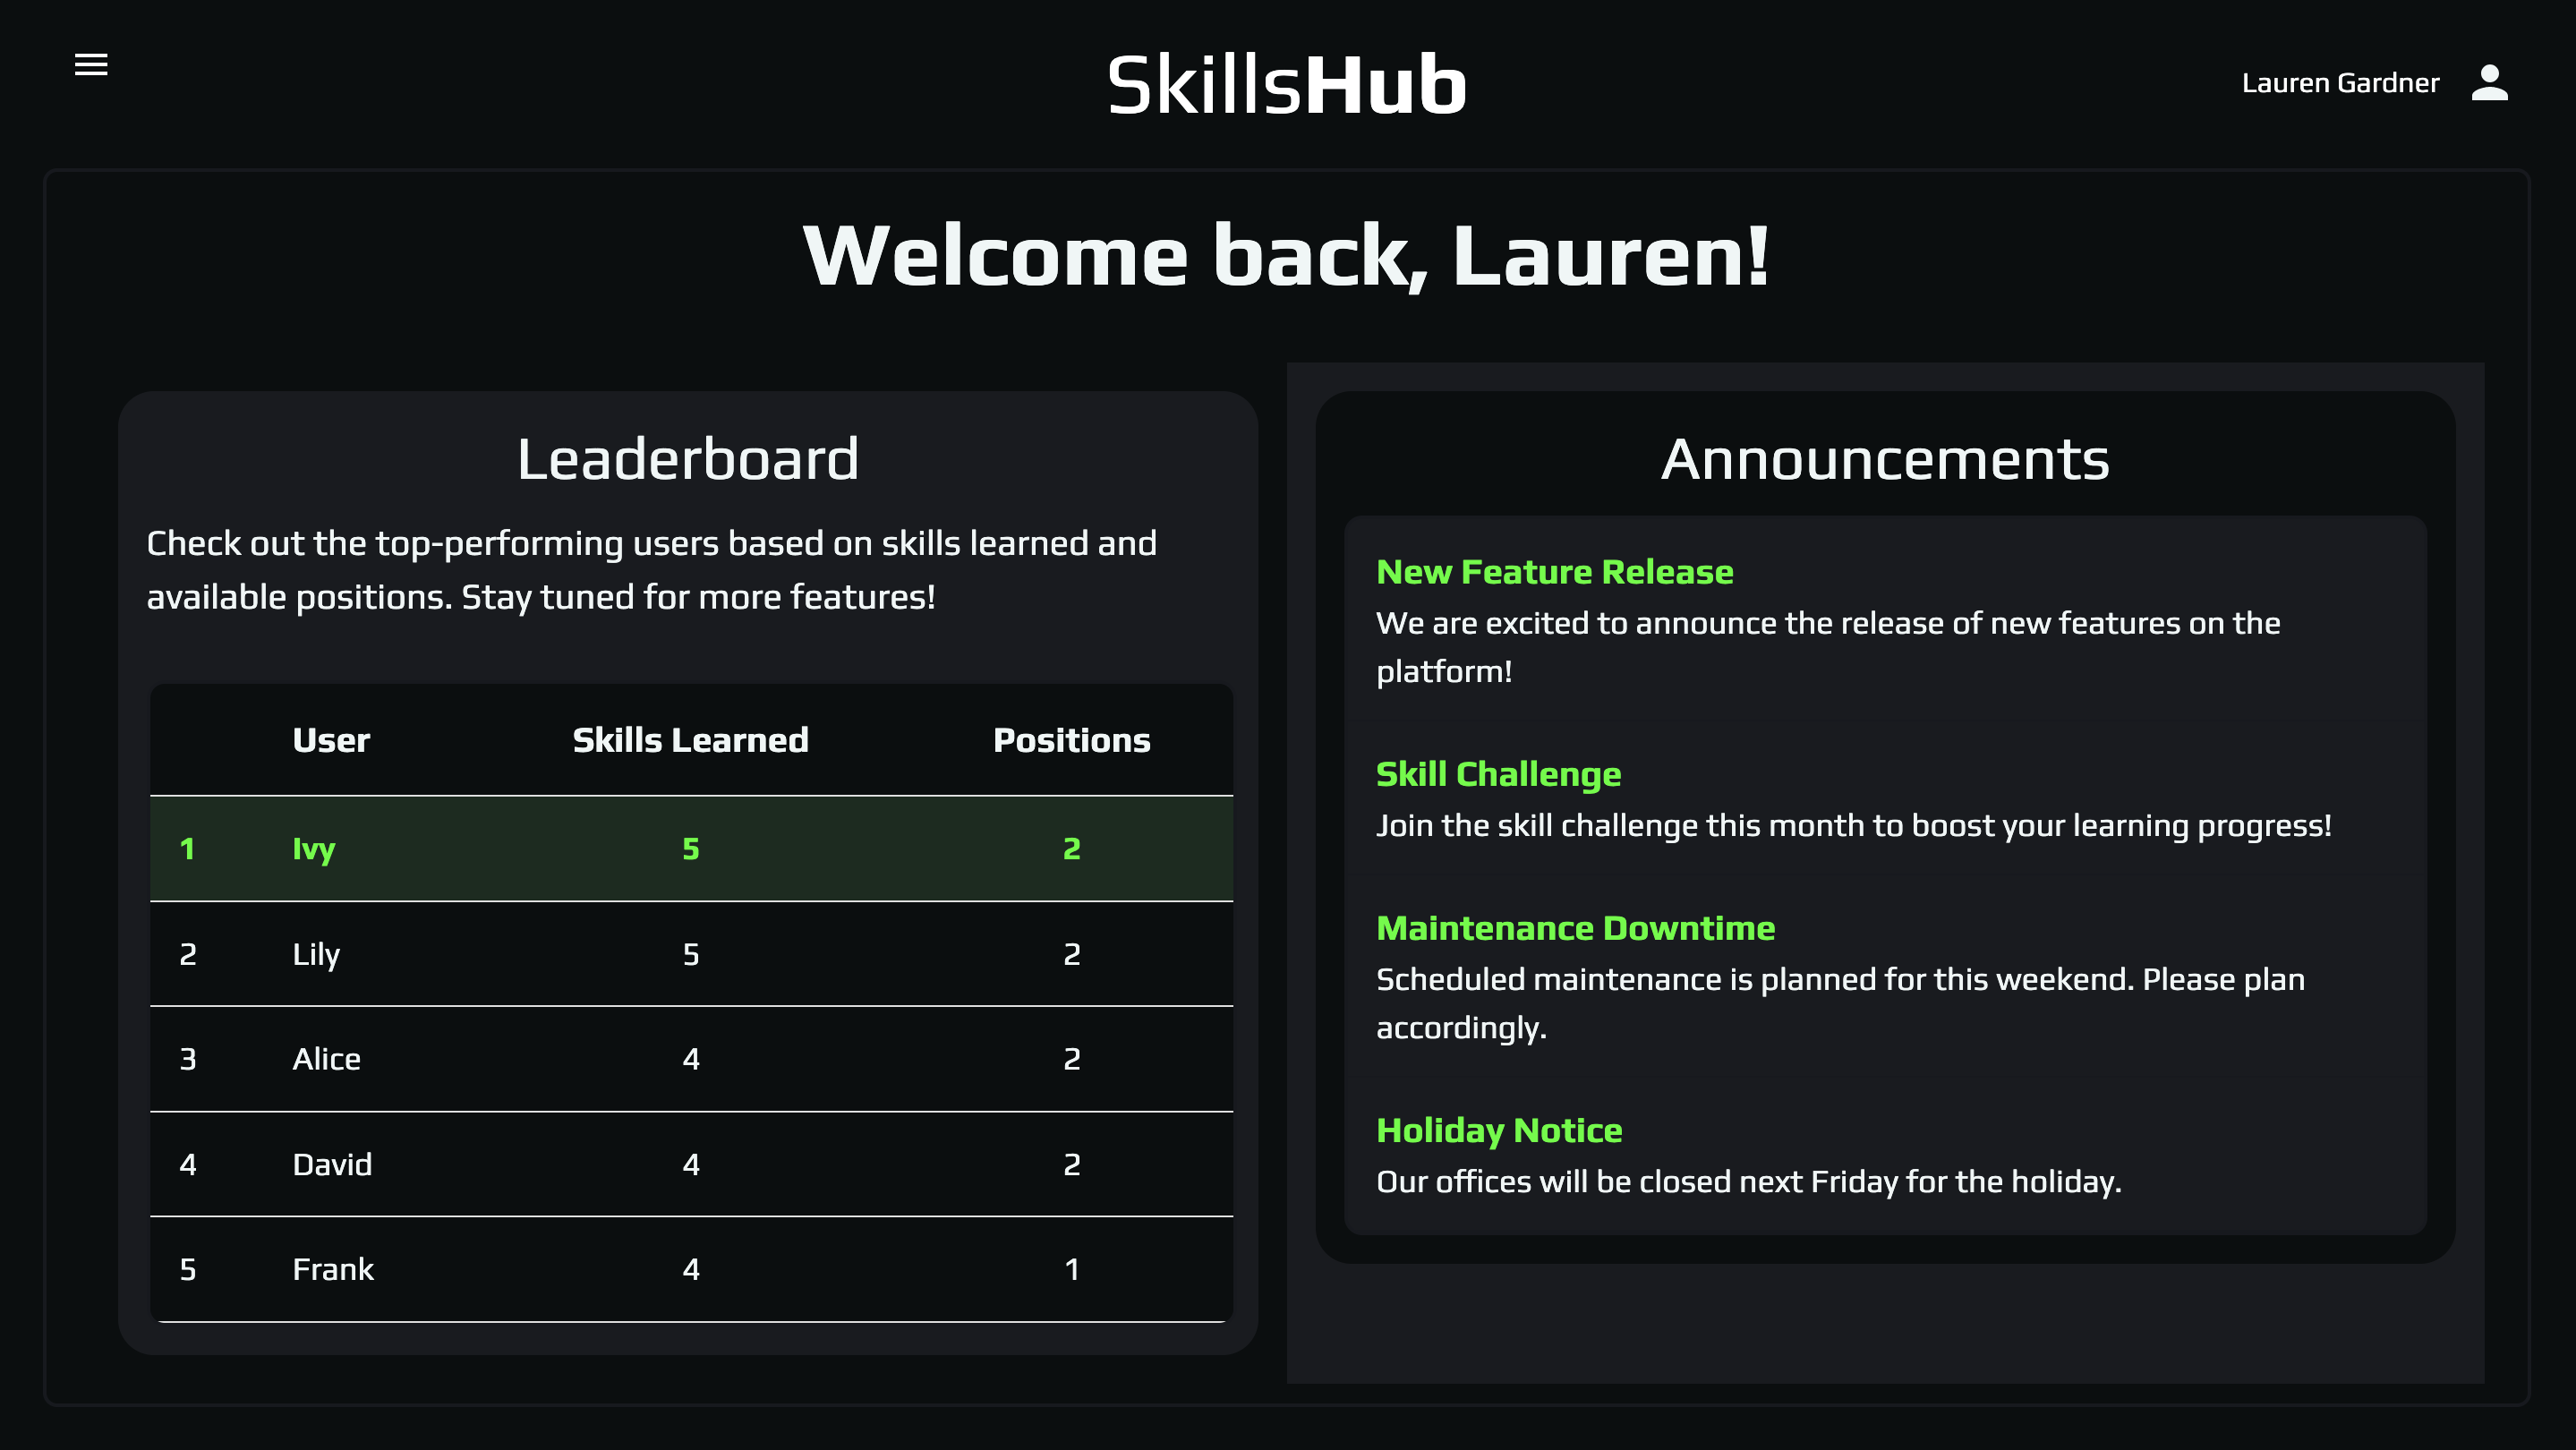 SkillsHub
Lauren Gardner
Welcome back, Lauren!
Leaderboard
Check out the top-performing users based on skills learned and
available positions. Stay tuned for more features!
User Skills Learned Positions
1 Ivy 5 2
2 Lily 5 2
3 Alice 4 2
4 David 4 2
5 Frank 4 1
Announcements
New Feature Release
We are excited to announce the release of new features on the
platform!
Skill Challenge
Join the skill challenge this month to boost your learning progress!
Maintenance Downtime
Scheduled maintenance is planned for this weekend. Please plan
accordingly.
Holiday Notice
Our offices will be closed next Friday for the holiday.